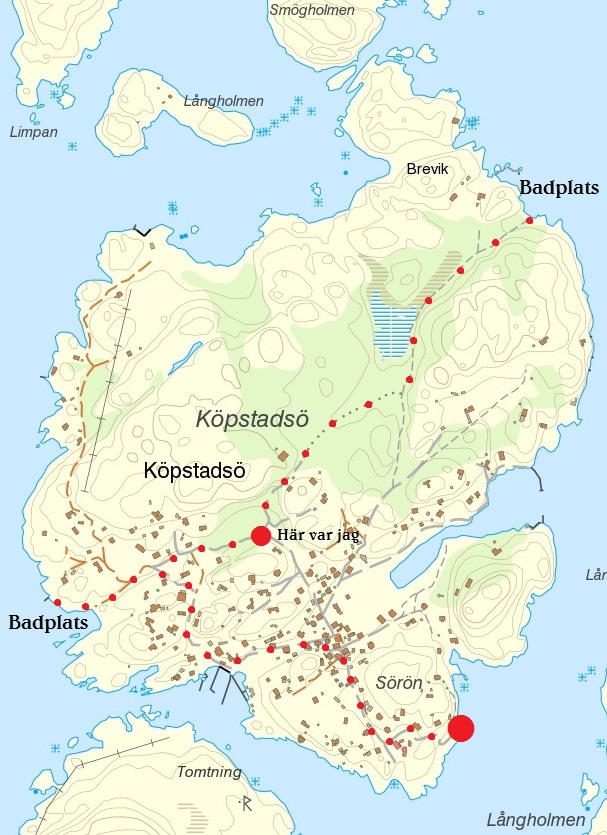 Smögholmen
Långholmen
Limpan
Brevik
Badplats
Köpstadsö
Köpstadsö
Här var jag
Lån
Badplats
Sörön
Tomtning
R
Långholmen